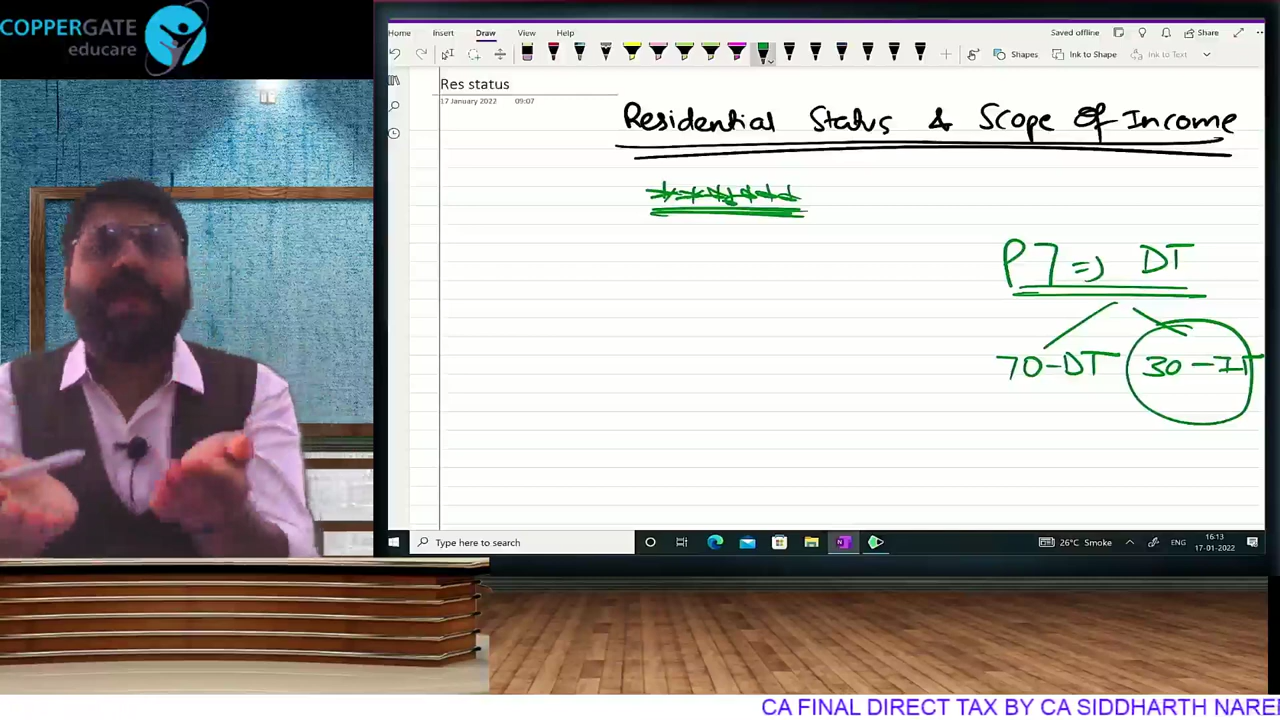 COPPERGATE
educare
Home Insert Draw View Help
Saved offline
Share
Shapes
Ink to Shape
Ink to Text
Res status
17 January 2022 09:07
Residential Status & Scope Of Income
P7 => DT
70-DT
30-IT
Type here to search
26°C Smoke
ENG
16:13
17-01-2022
CA FINAL DIRECT TAX BY CA SIDDHARTH